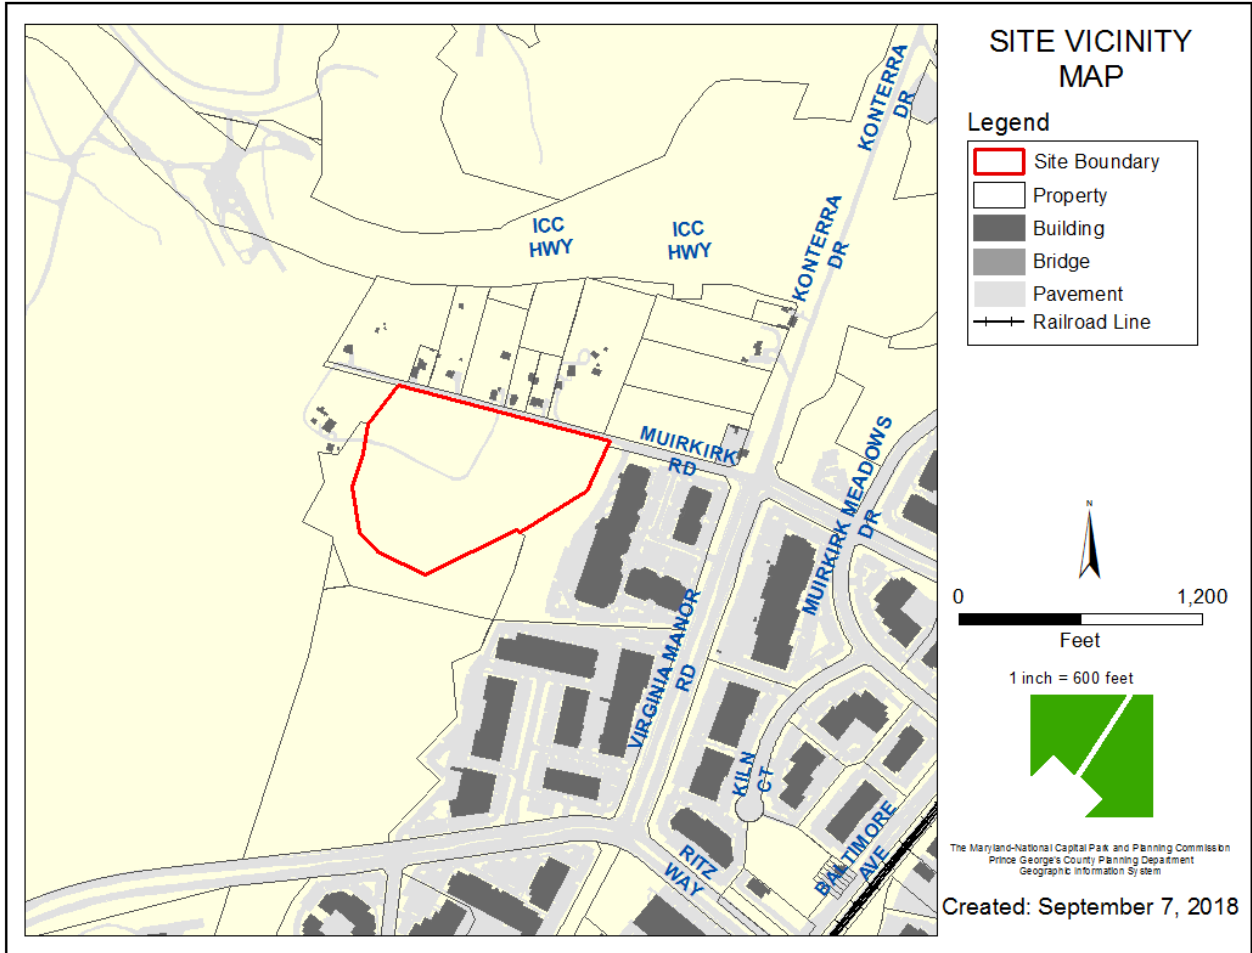 SITE VICINITY
MAP
Legend
Site Boundary
Property
Building
Bridge
Pavement
Railroad Line
N
0
1,200
Feet
1 inch = 600 feet
The Maryland-National Capital Park and Planning Commission
Prince George's County Planning Department
Geographic Information System
Created: September 7, 2018
KONTERRA
DR
ICC
HWY
ICC
HWY
KONTERRA
DR
MUIRKIRK
RD
MUIRKIRK MEADOWS
DR
VIRGINIA MANOR
RD
KILN
CT
RITZ
WAY
BALTIMORE
AVE